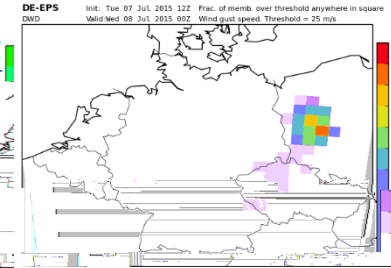 DE-EPS Init: Tue 07 Jul 2015 12Z Frac. of memb. over threshold anywhere in square
DWD Valid:Wed 08 Jul 2015 00Z Wind gust speed. Threshold = 25 m/s